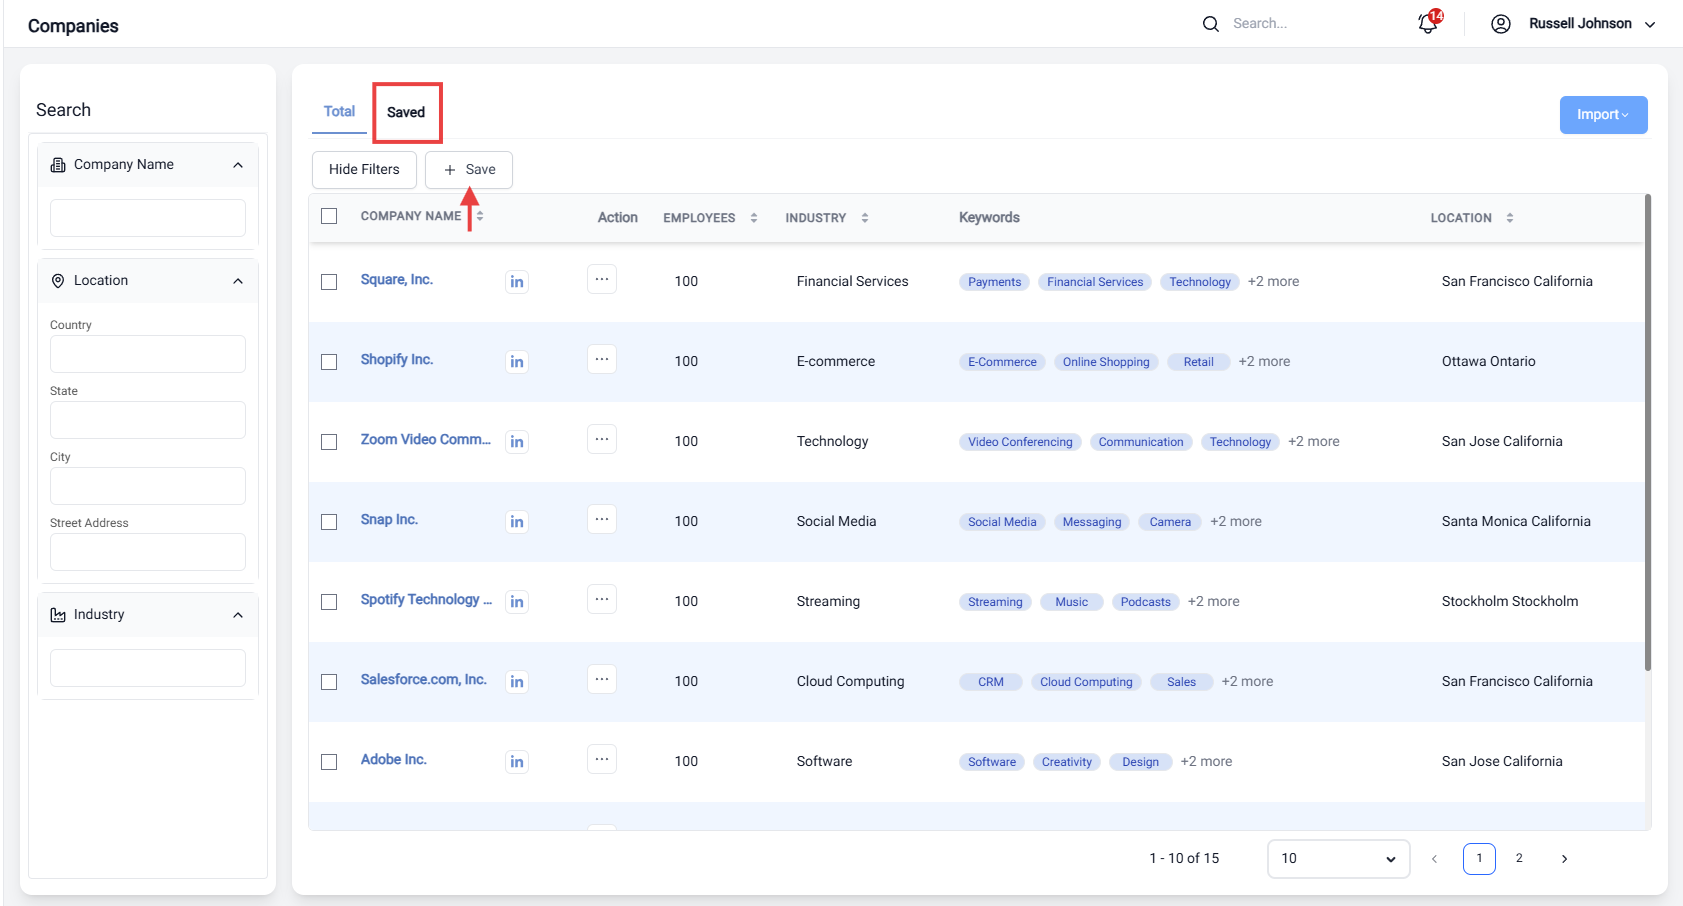 Companies
Search...
14
Russell Johnson
Search
Company Name
Location
Country
State
City
Street Address
Industry
Total
Saved
Import
Hide Filters
+ Save
COMPANY NAME Action EMPLOYEES INDUSTRY Keywords LOCATION
Square, Inc. in ... 100 Financial Services Payments Financial Services Technology +2 more San Francisco California
Shopify Inc. in ... 100 E-commerce E-Commerce Online Shopping Retail +2 more Ottawa Ontario
Zoom Video Comm... in ... 100 Technology Video Conferencing Communication Technology +2 more San Jose California
Snap Inc. in ... 100 Social Media Social Media Messaging Camera +2 more Santa Monica California
Spotify Technology ... in ... 100 Streaming Streaming Music Podcasts +2 more Stockholm Stockholm
Salesforce.com, Inc. in ... 100 Cloud Computing CRM Cloud Computing Sales +2 more San Francisco California
Adobe Inc. in ... 100 Software Software Creativity Design +2 more San Jose California
1 - 10 of 15 10 ‹ 1 2 ›